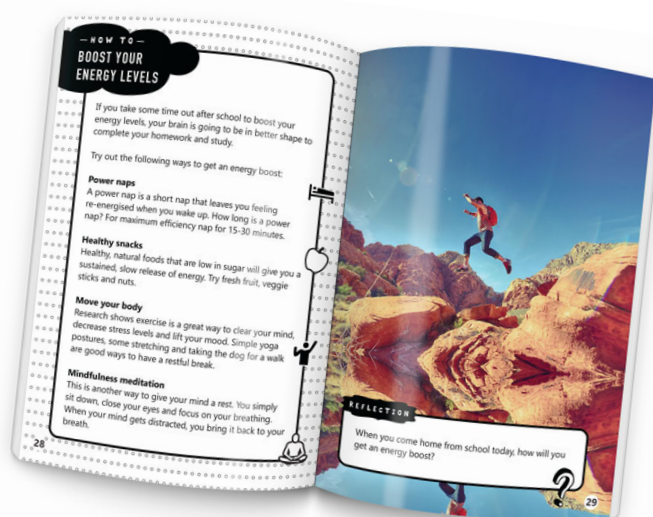 — HOW TO —
BOOST YOUR
ENERGY LEVELS
If you take some time out after school to boost your
energy levels, your brain is going to be in better shape to
complete your homework and study.
Try out the following ways to get an energy boost:
Power naps
A power nap is a short nap that leaves you feeling
re-energised when you wake up. How long is a power
nap? For maximum efficiency nap for 15-30 minutes.
Healthy snacks
Healthy, natural foods that are low in sugar will give you a
sustained, slow release of energy. Try fresh fruit, veggie
sticks and nuts.
Move your body
Research shows exercise is a great way to clear your mind,
decrease stress levels and lift your mood. Simple yoga
postures, some stretching and taking the dog for a walk
are good ways to have a restful break.
Mindfulness meditation
This is another way to give your mind a rest. You simply
sit down, close your eyes and focus on your breathing.
When your mind gets distracted, you bring it back to your
breath.
28
REFLECTION
When you come home from school today, how will you
get an energy boost?
?
29